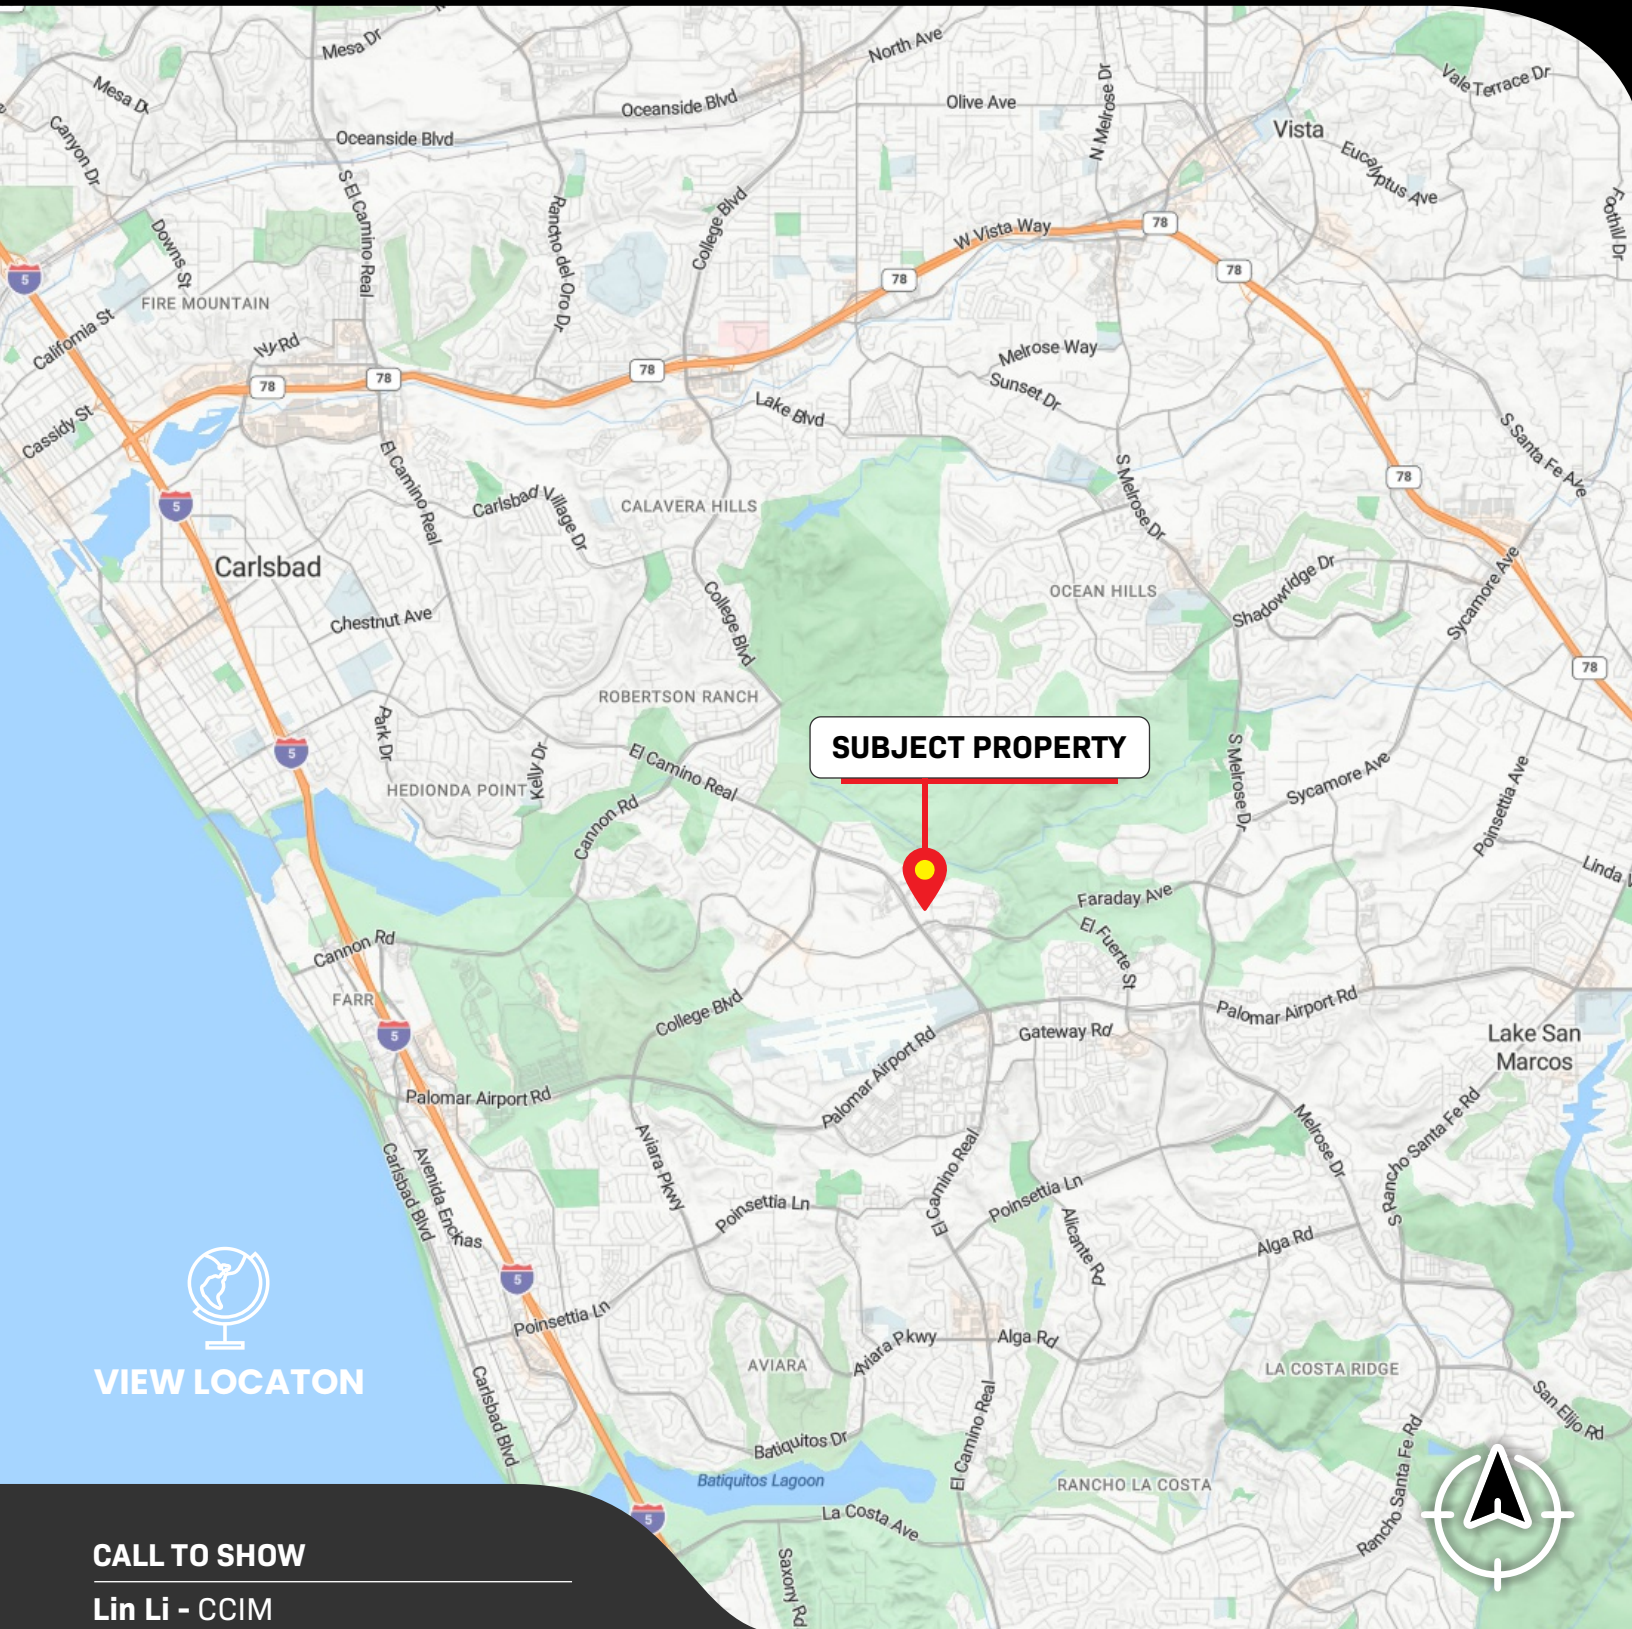 Mesa Dr
North Ave
Mesa D
Vale Terrace Dr
Oceanside Blvd
Olive Ave
N Melrose Dr
Canyon Dr
Oceanside Blvd
Vista
Eucalyptus Ave
S El Camino Real
Rancho del Oro Dr
College Blvd
Foothill Dr
Downs St
W Vista Way
78
5
78
78
FIRE MOUNTAIN
California St
Melrose Way
78
78
78
Sunset Dr
Lake Blvd
Cassidy St
S Santa Fe Ave
El Camino Real
78
S Melrose Dr
Carlsbad Village Dr
5
CALAVERA HILLS
Carlsbad
Shadowridge Dr
Sycamore Ave
OCEAN HILLS
Chestnut Ave
College Blvd
78
ROBERTSON RANCH
Park Dr
SUBJECT PROPERTY
5
Kelly Dr
El Camino Real
S Melrose Dr
Sycamore Ave
Poinsettia Ave
HEDIONDA POINT
Cannon Rd
Linda
Faraday Ave
El Fuerte St
Cannon Rd
FARR
College Blvd
Palomar Airport Rd
5
Gateway Rd
Lake San
Marcos
Palomar Airport Rd
Palomar Airport Rd
Melrose Dr
S Rancho Santa Fe Rd
Carlsbad Blvd
Avenida Encinas
Aviara Pkwy
Poinsettia Ln
El Camino Real
Poinsettia Ln
Alicante Rd
Alga Rd
5
Poinsettia Ln
Aviara Pkwy
Alga Rd
AVIARA
LA COSTA RIDGE
VIEW LOCATON
Carlsbad Blvd
El Camino Real
San Elijo Rd
Batiquitos Dr
Batiquitos Lagoon
RANCHO LA COSTA
Rancho Santa Fe Rd
La Costa Ave
5
Saxony Rd
CALL TO SHOW
Lin Li - CCIM